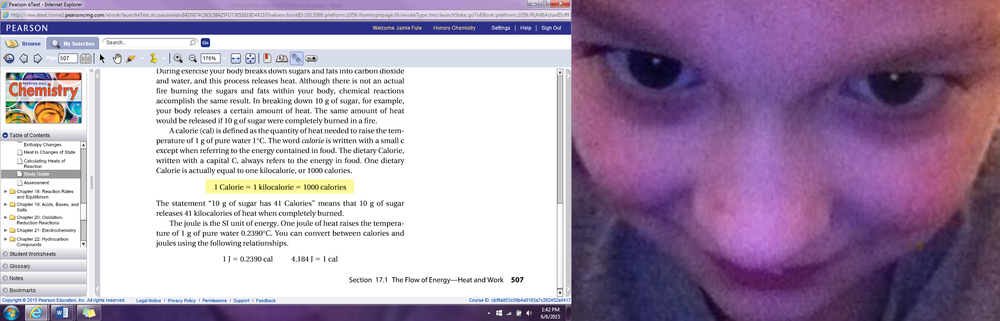 Pearson eText - Internet Explorer
http://view.etext.home2.pearsoncmg.com/ebook/launcheText.do;jsessionid=B4D0874C9D15B425FD73051619D49210?values=bookID::1013588::platform::1059::fromloginpage::N::invokeType::lms::launchState::goToEBook::platform::1059::RUMBAUserID::fff
PEARSON
Welcome Jamie Fule Honors Chemistry Settings | Help | Sign Out
Browse My Searches Search... Go
Page 507 176%
PRENTICE HALL
Chemistry
Table of Contents
Enthalpy Changes
Heat in Changes of State
Calculating Heats of
Reaction
Study Guide
Assessment
Chapter 18: Reaction Rates
and Equilibrium
Chapter 19: Acids, Bases, and
Salts
Chapter 20: Oxidation-
Reduction Reactions
Chapter 21: Electrochemistry
Chapter 22: Hydrocarbon
Compounds
Student Worksheets
Glossary
Notes
Bookmarks
During exercise your body breaks down sugars and fats into carbon dioxide
and water, and this process releases heat. Although there is not an actual
fire burning the sugars and fats within your body, chemical reactions
accomplish the same result. In breaking down 10 g of sugar, for example,
your body releases a certain amount of heat. The same amount of heat
would be released if 10 g of sugar were completely burned in a fire.
A calorie (cal) is defined as the quantity of heat needed to raise the tem-
perature of 1 g of pure water 1°C. The word calorie is written with a small c
except when referring to the energy contained in food. The dietary Calorie,
written with a capital C, always refers to the energy in food. One dietary
Calorie is actually equal to one kilocalorie, or 1000 calories.
1 Calorie = 1 kilocalorie = 1000 calories
The statement “10 g of sugar has 41 Calories” means that 10 g of sugar
releases 41 kilocalories of heat when completely burned.
The joule is the SI unit of energy. One joule of heat raises the tempera-
ture of 1 g of pure water 0.2390°C. You can convert between calories and
joules using the following relationships.
1 J = 0.2390 cal 4.184 J = 1 cal
Section 17.1 The Flow of Energy—Heat and Work 507
Copyright © 2015 Pearson Education, Inc. All rights reserved. Legal Notice | Privacy Policy | Permissions | Support | Feedback Course ID: cbf8a853c58b4a8183a7c262452a0417
1:42 PM
6/6/2015